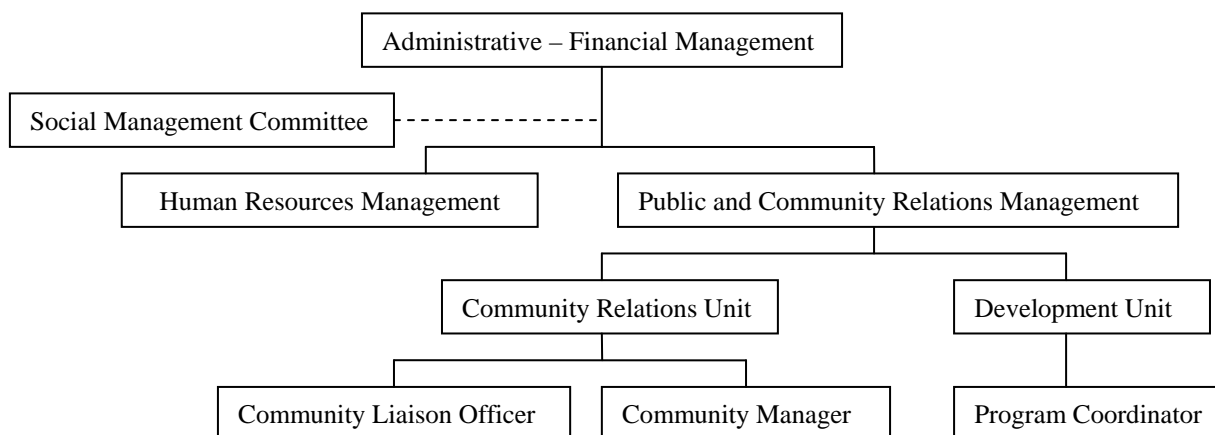 Administrative – Financial Management
Social Management Committee
Human Resources Management
Public and Community Relations Management
Community Relations Unit
Development Unit
Community Liaison Officer
Community Manager
Program Coordinator